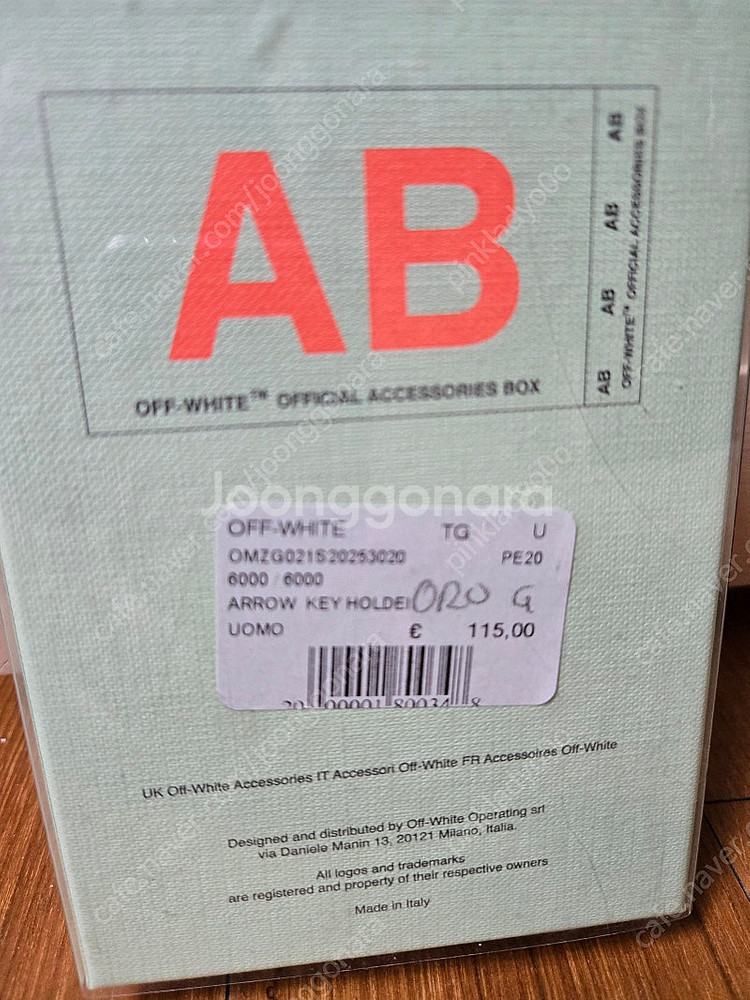 AB
OFF-WHITE™ OFFICIAL ACCESSORIES BOX
AB AB AB AB
OFF-WHITE™ OFFICIAL ACCESSORIES BOX
Joonggonara
OFF-WHITE TG U
OMZG021S20253020 PE20
6000 6000
ARROW KEY HOLDE ORO G
UOMO € 115,00
UK Off-White Accessories IT Accessori Off-White FR Accessoires Off-White
Designed and distributed by Off-White Operating srl
via Daniele Manin 13, 20121 Milano, Italia.
All logos and trademarks
are registered and property of their respective owners
Made in Italy